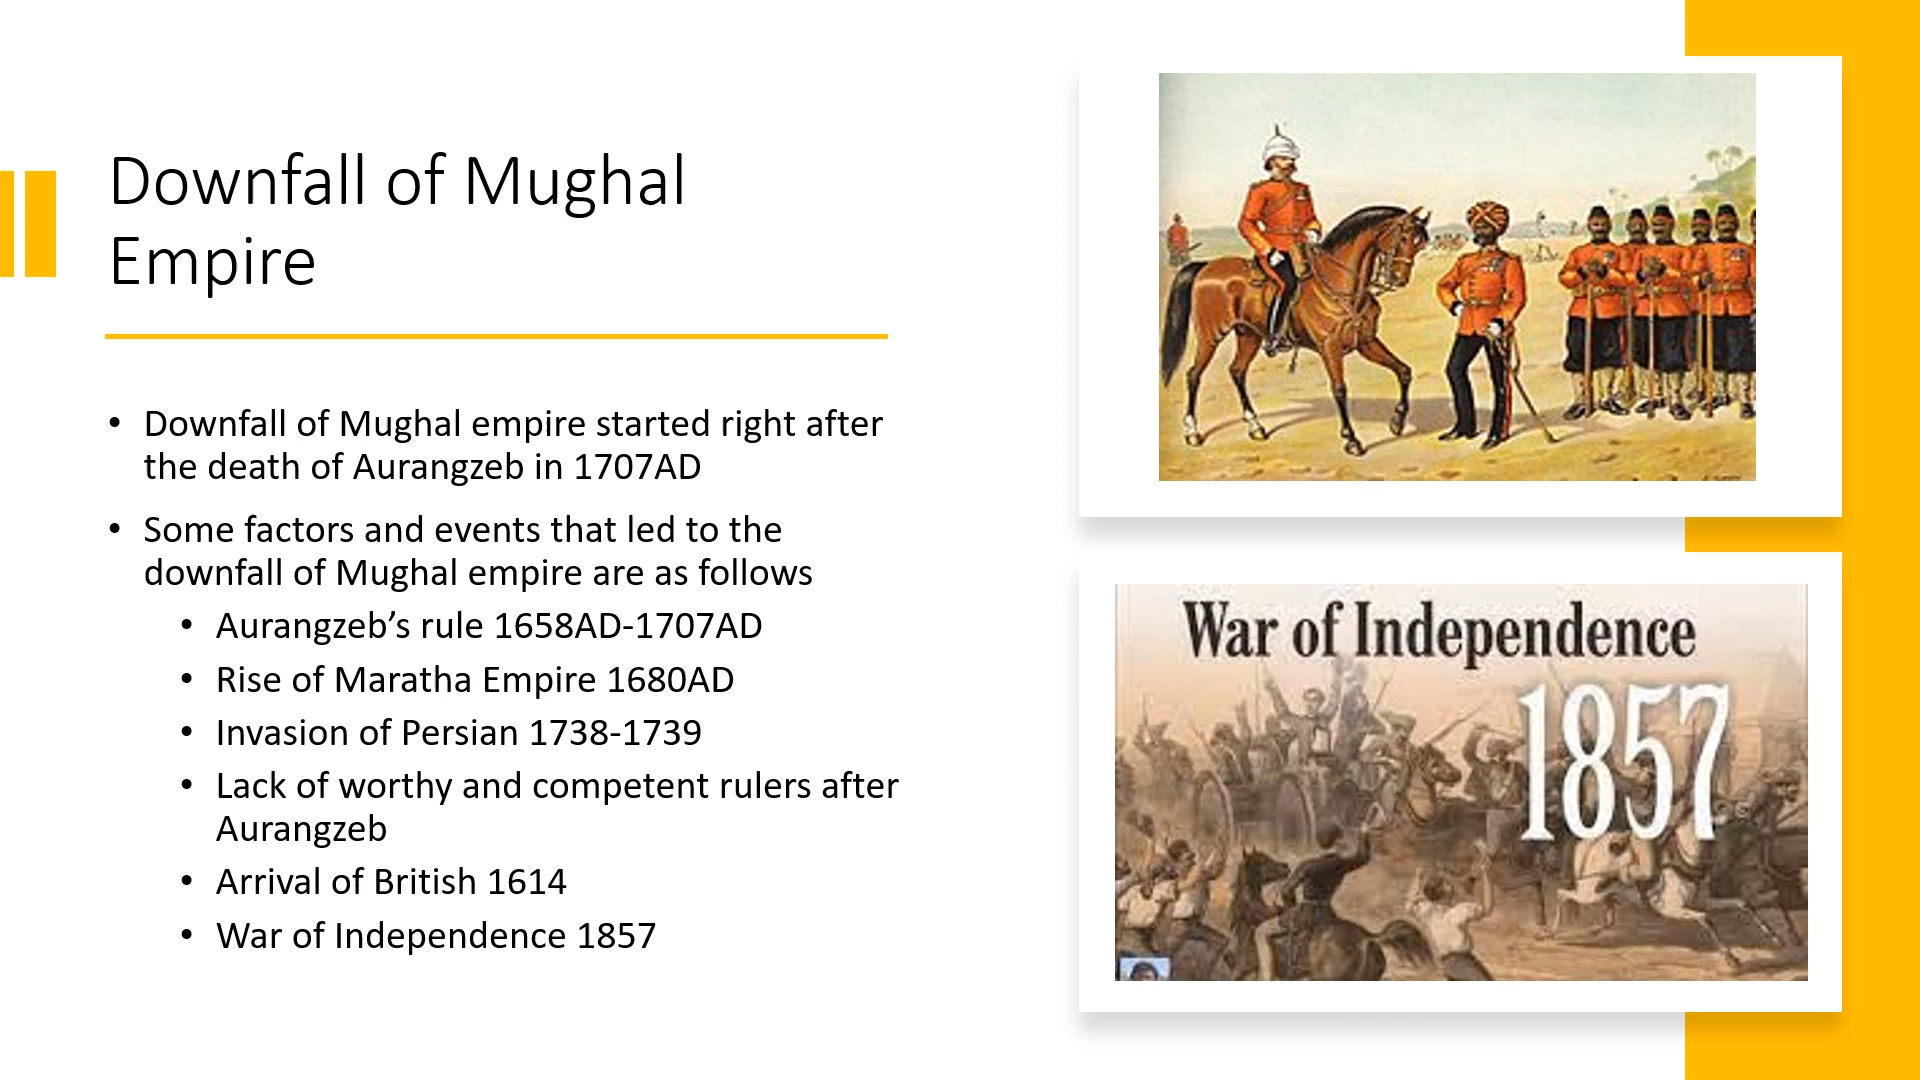 Downfall of Mughal
Empire
• Downfall of Mughal empire started right after
the death of Aurangzeb in 1707AD
• Some factors and events that led to the
downfall of Mughal empire are as follows
• Aurangzeb’s rule 1658AD-1707AD
• Rise of Maratha Empire 1680AD
• Invasion of Persian 1738-1739
• Lack of worthy and competent rulers after
Aurangzeb
• Arrival of British 1614
• War of Independence 1857
War of Independence
1857